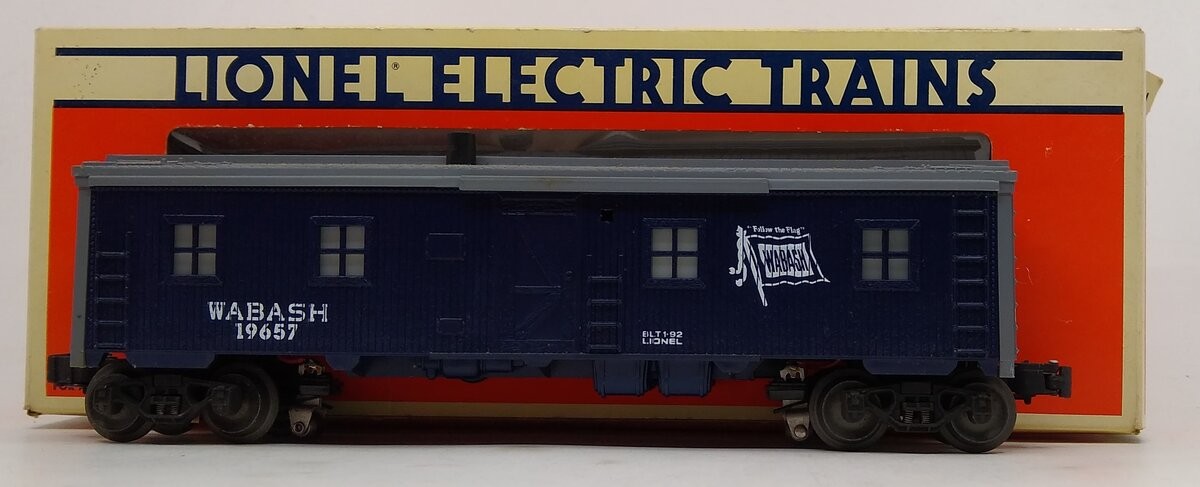 LIONEL® ELECTRIC TRAINS
"Follow the Flag"
WABASH
WABASH
19657
BLT 1-92
LIONEL